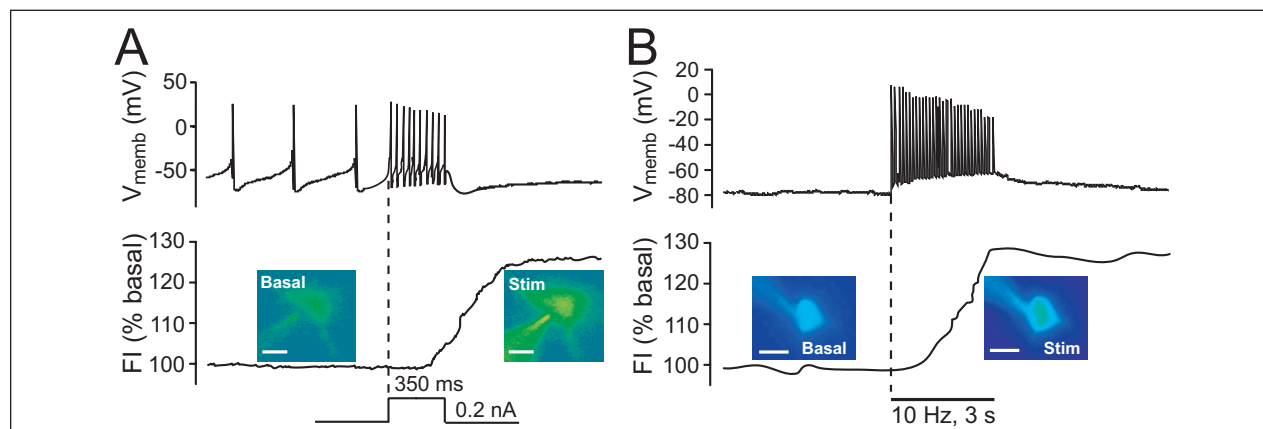 A
B
V_memb (mV)
50
0
-50
V_memb (mV)
20
0
-20
-40
-60
-80
FI (% basal)
130
120
110
100
Basal
Stim
350 ms
0.2 nA
FI (% basal)
130
120
110
100
Basal
Stim
10 Hz, 3 s